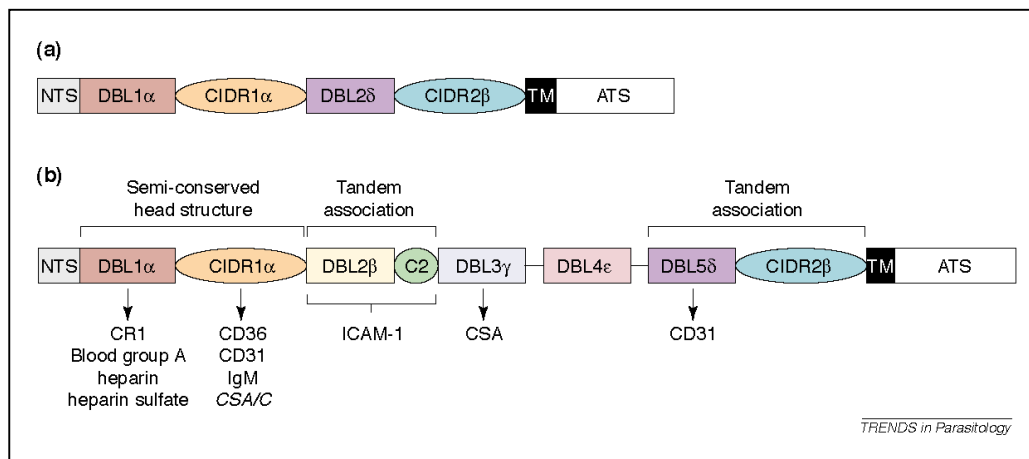 (a)
NTS DBL1α CIDR1α DBL2δ CIDR2β TM ATS
(b)
Semi-conserved
head structure
Tandem
association
Tandem
association
NTS DBL1α CIDR1α DBL2β C2 DBL3γ DBL4ε DBL5δ CIDR2β TM ATS
CR1
Blood group A
heparin
heparin sulfate
CD36
CD31
IgM
CSA/C
ICAM-1
CSA
CD31
TRENDS in Parasitology